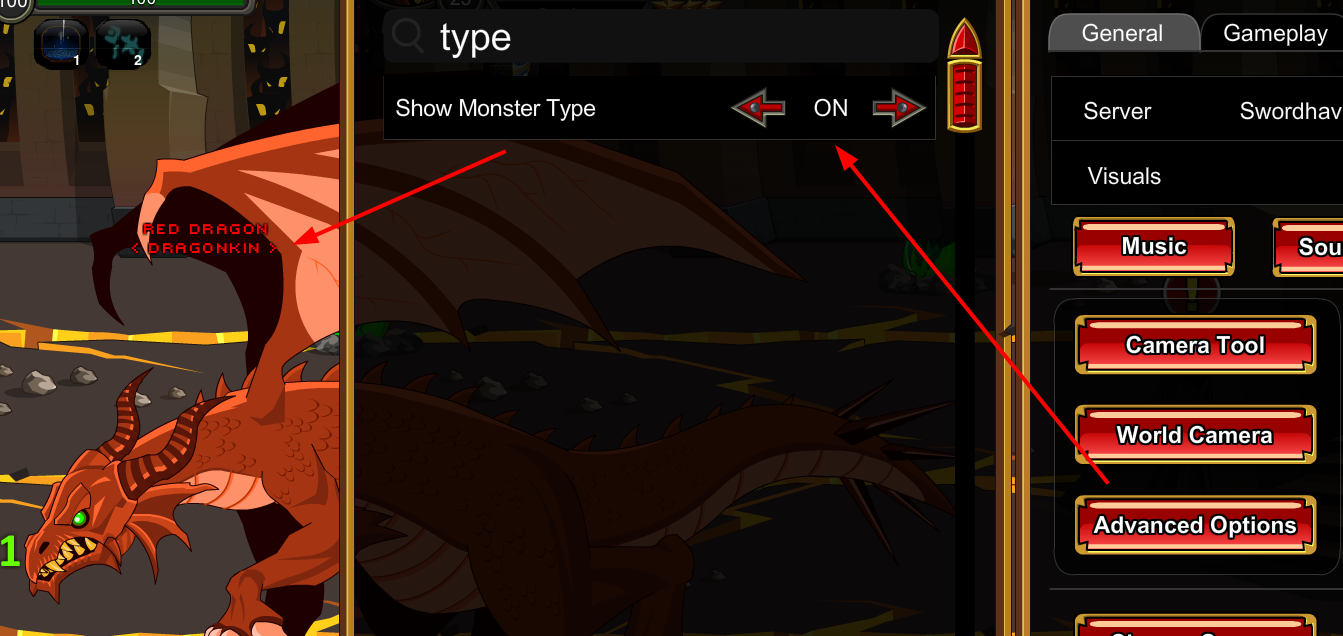 100
100
1
2
type
Show Monster Type
ON
RED DRAGON
< DRAGONKIN >
1
General
Gameplay
Server
Swordhav
Visuals
Music
Sou
Camera Tool
World Camera
Advanced Options